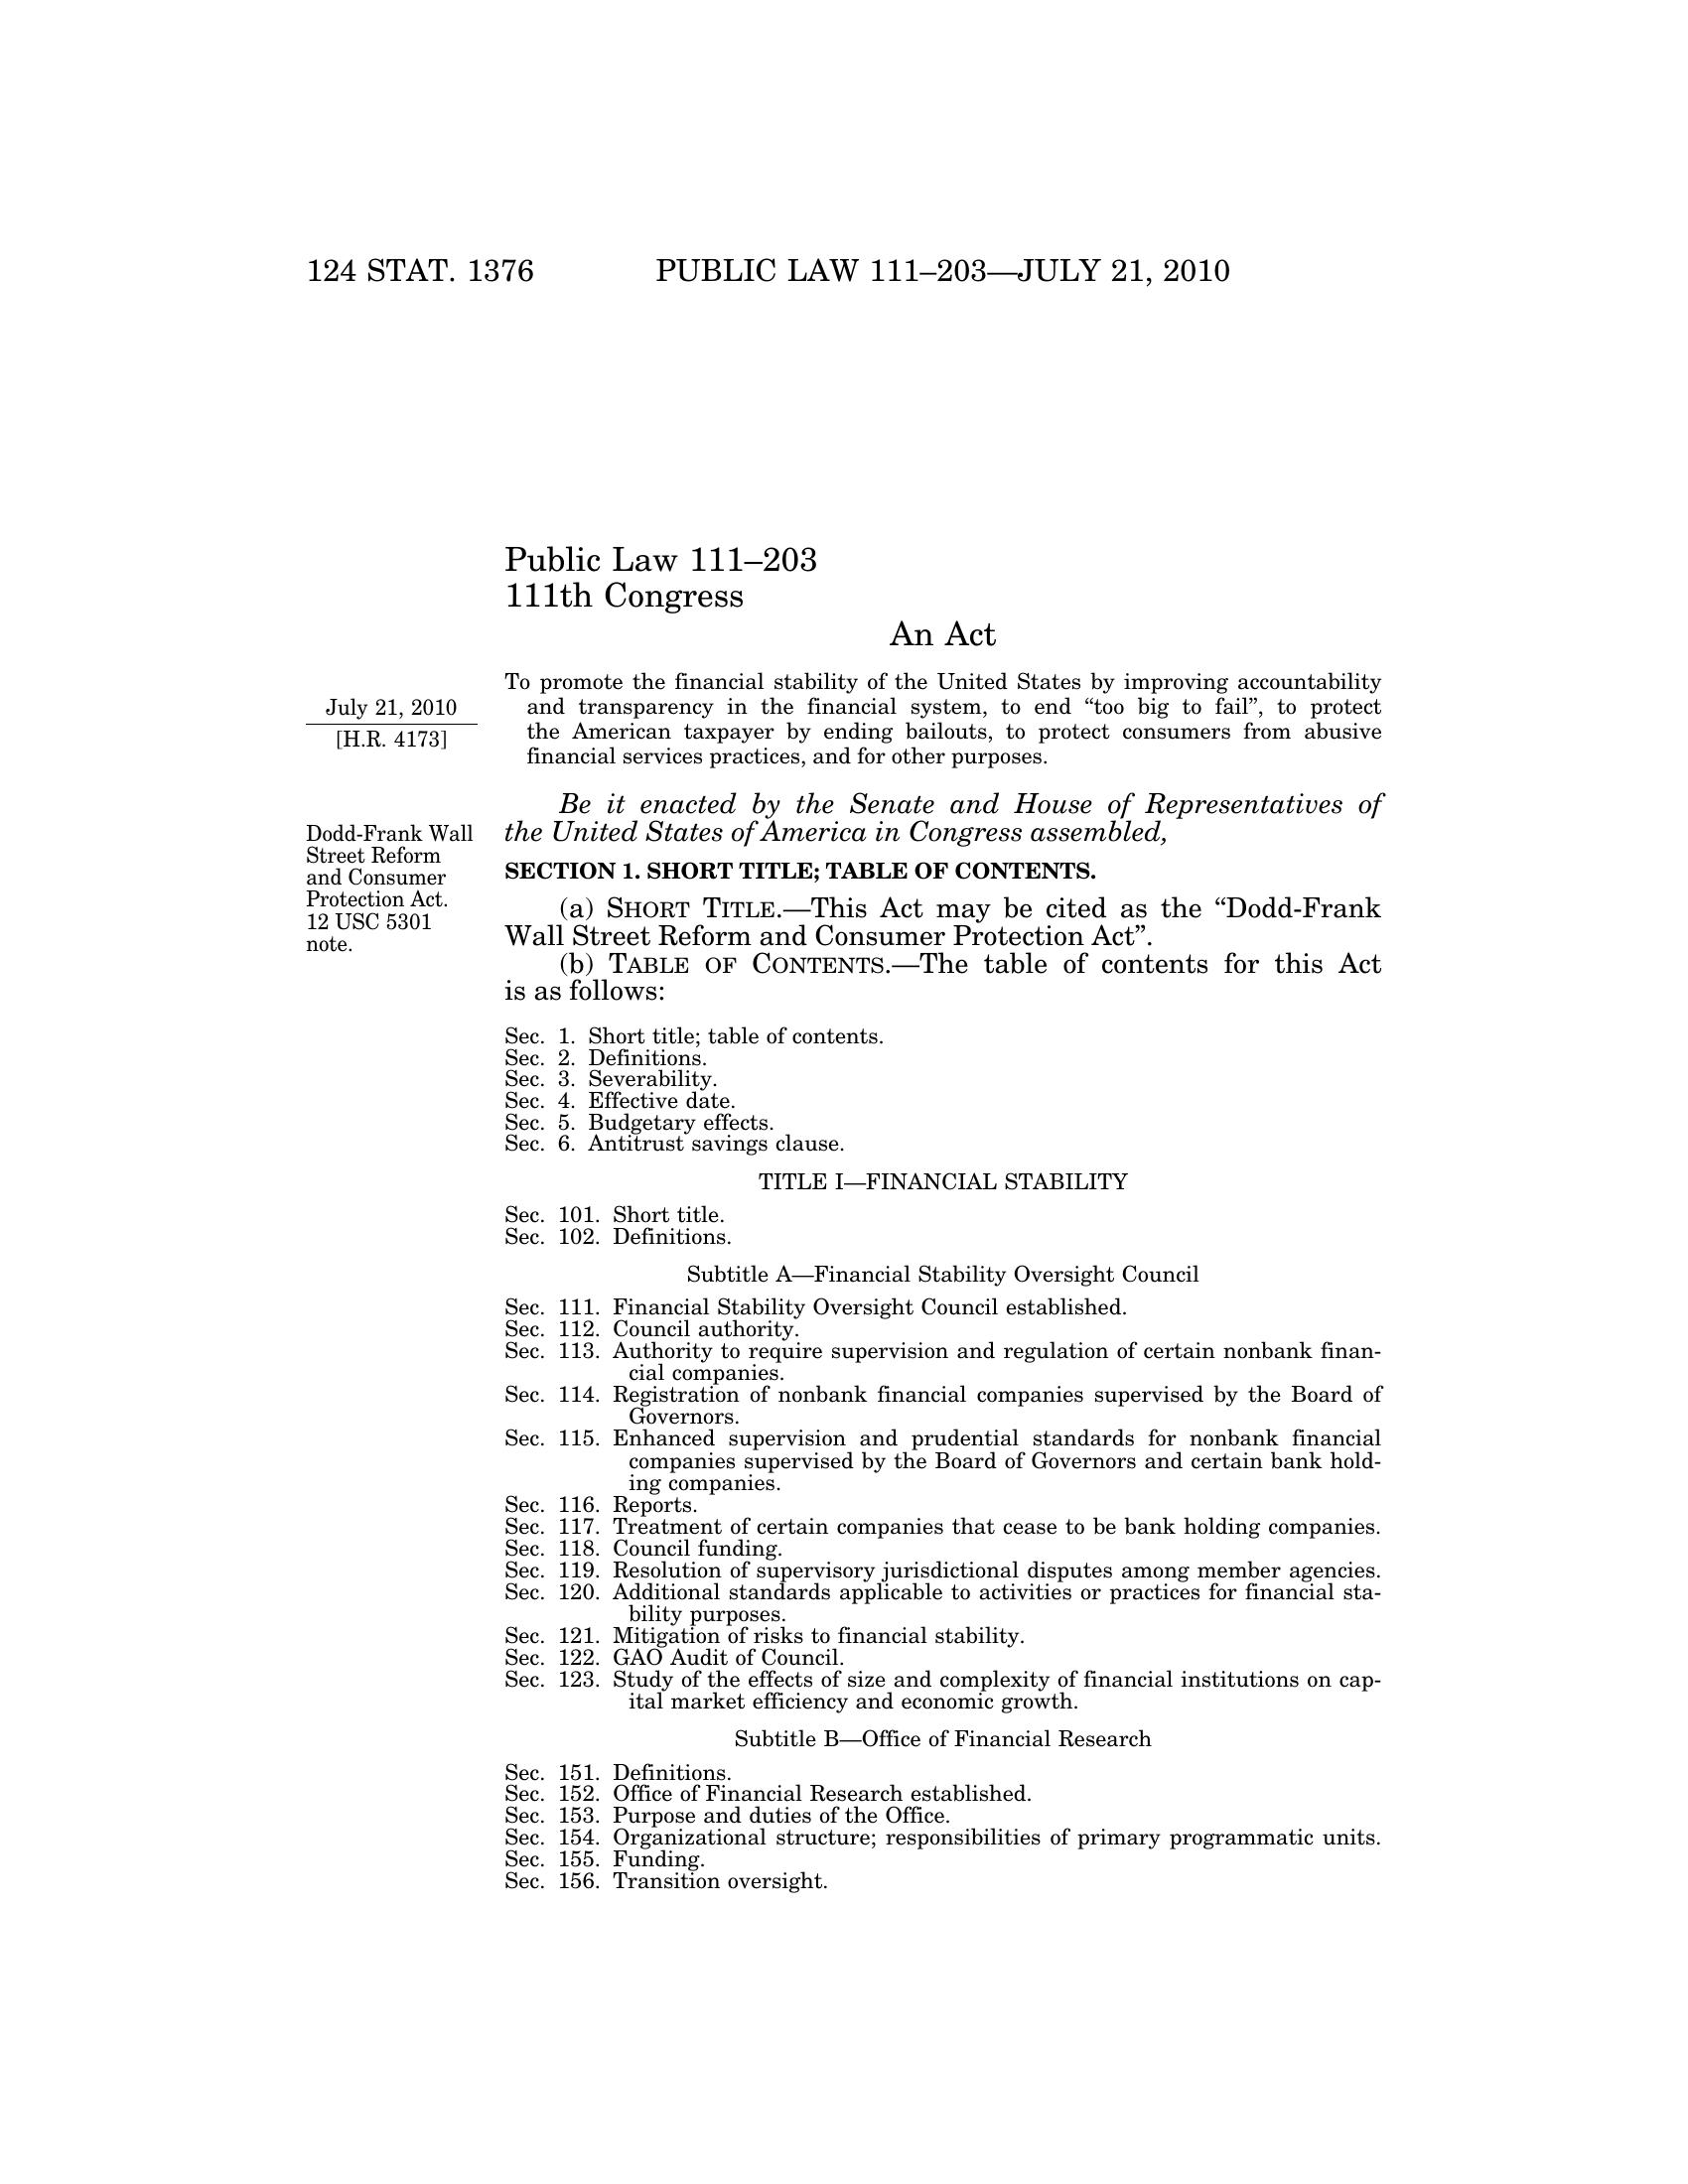 124 STAT. 1376 PUBLIC LAW 111–203—JULY 21, 2010
Public Law 111–203
111th Congress
An Act
July 21, 2010
[H.R. 4173]
To promote the financial stability of the United States by improving accountability
and transparency in the financial system, to end “too big to fail”, to protect
the American taxpayer by ending bailouts, to protect consumers from abusive
financial services practices, and for other purposes.
Be it enacted by the Senate and House of Representatives of
the United States of America in Congress assembled,
Dodd-Frank Wall
Street Reform
and Consumer
Protection Act.
12 USC 5301
note.
SECTION 1. SHORT TITLE; TABLE OF CONTENTS.
(a) SHORT TITLE.—This Act may be cited as the “Dodd-Frank
Wall Street Reform and Consumer Protection Act”.
(b) TABLE OF CONTENTS.—The table of contents for this Act
is as follows:
Sec. 1. Short title; table of contents.
Sec. 2. Definitions.
Sec. 3. Severability.
Sec. 4. Effective date.
Sec. 5. Budgetary effects.
Sec. 6. Antitrust savings clause.
TITLE I—FINANCIAL STABILITY
Sec. 101. Short title.
Sec. 102. Definitions.
Subtitle A—Financial Stability Oversight Council
Sec. 111. Financial Stability Oversight Council established.
Sec. 112. Council authority.
Sec. 113. Authority to require supervision and regulation of certain nonbank finan-
cial companies.
Sec. 114. Registration of nonbank financial companies supervised by the Board of
Governors.
Sec. 115. Enhanced supervision and prudential standards for nonbank financial
companies supervised by the Board of Governors and certain bank hold-
ing companies.
Sec. 116. Reports.
Sec. 117. Treatment of certain companies that cease to be bank holding companies.
Sec. 118. Council funding.
Sec. 119. Resolution of supervisory jurisdictional disputes among member agencies.
Sec. 120. Additional standards applicable to activities or practices for financial sta-
bility purposes.
Sec. 121. Mitigation of risks to financial stability.
Sec. 122. GAO Audit of Council.
Sec. 123. Study of the effects of size and complexity of financial institutions on cap-
ital market efficiency and economic growth.
Subtitle B—Office of Financial Research
Sec. 151. Definitions.
Sec. 152. Office of Financial Research established.
Sec. 153. Purpose and duties of the Office.
Sec. 154. Organizational structure; responsibilities of primary programmatic units.
Sec. 155. Funding.
Sec. 156. Transition oversight.